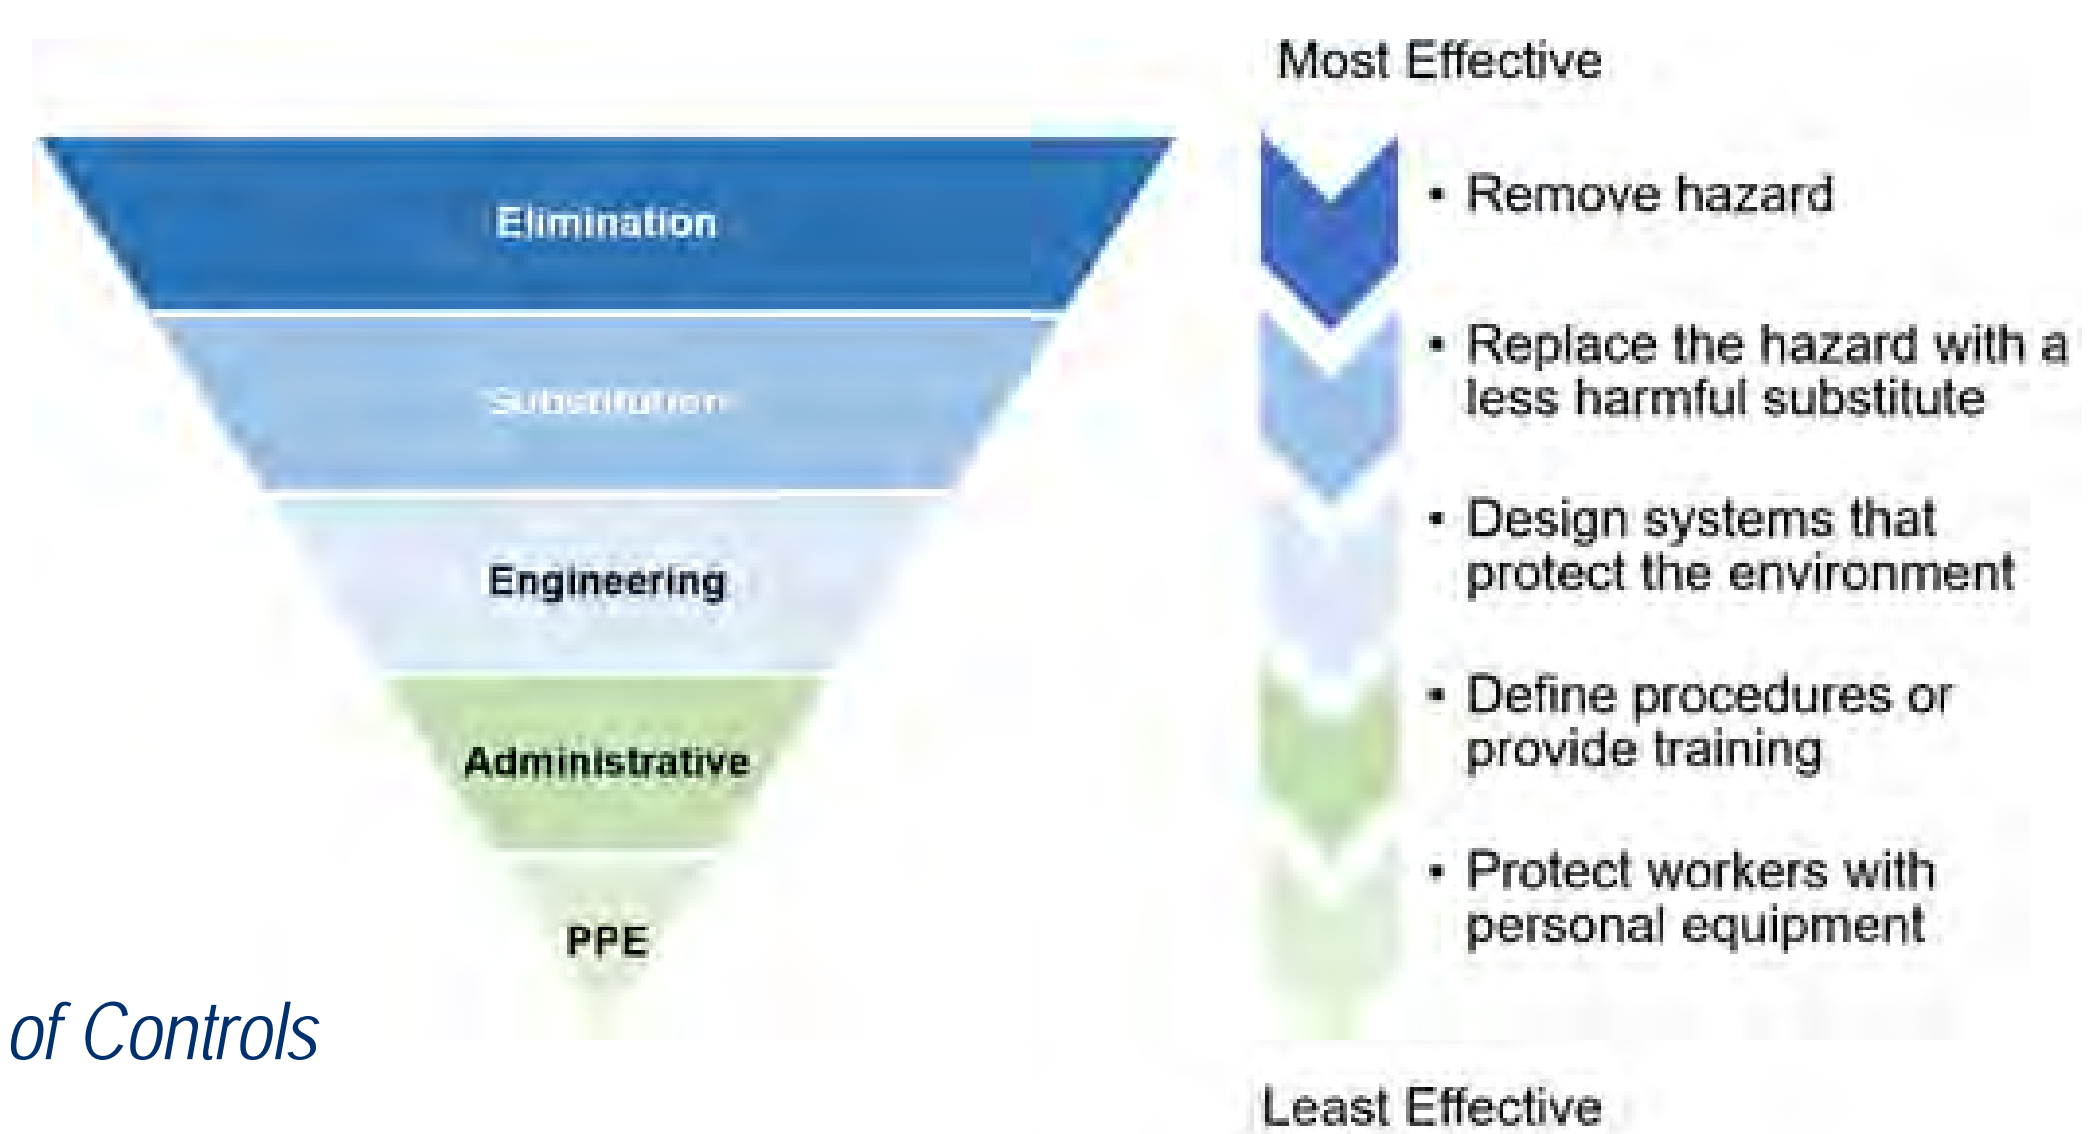 Most Effective
Elimination
• Remove hazard
Substitution
• Replace the hazard with a
less harmful substitute
Engineering
• Design systems that
protect the environment
Administrative
• Define procedures or
provide training
PPE
• Protect workers with
personal equipment
of Controls
Least Effective